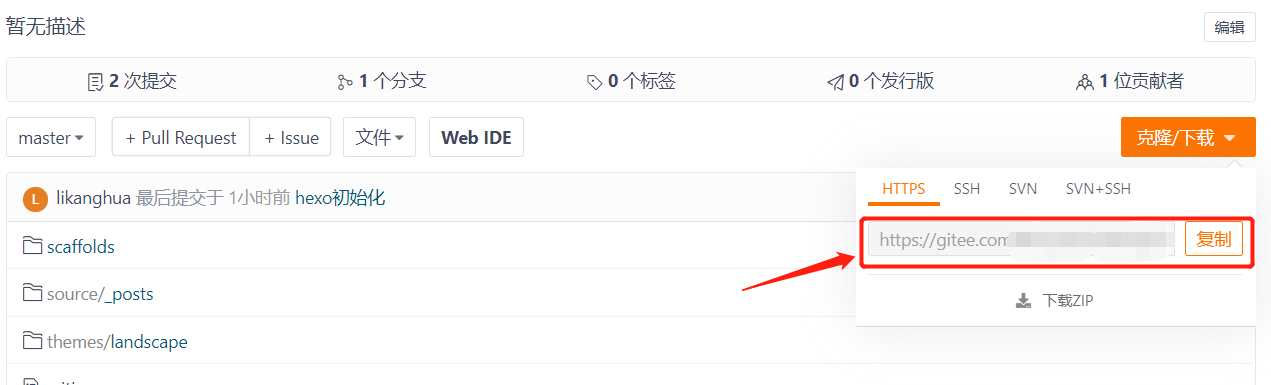 暂无描述
编辑
2 次提交
1 个分支
0 个标签
0 个发行版
1 位贡献者
master
+ Pull Request
+ Issue
文件
Web IDE
克隆/下载
HTTPS
SSH
SVN
SVN+SSH
L
likanghua 最后提交于 1小时前 hexo初始化
https://gitee.com
复制
scaffolds
source/_posts
下载ZIP
themes/landscape